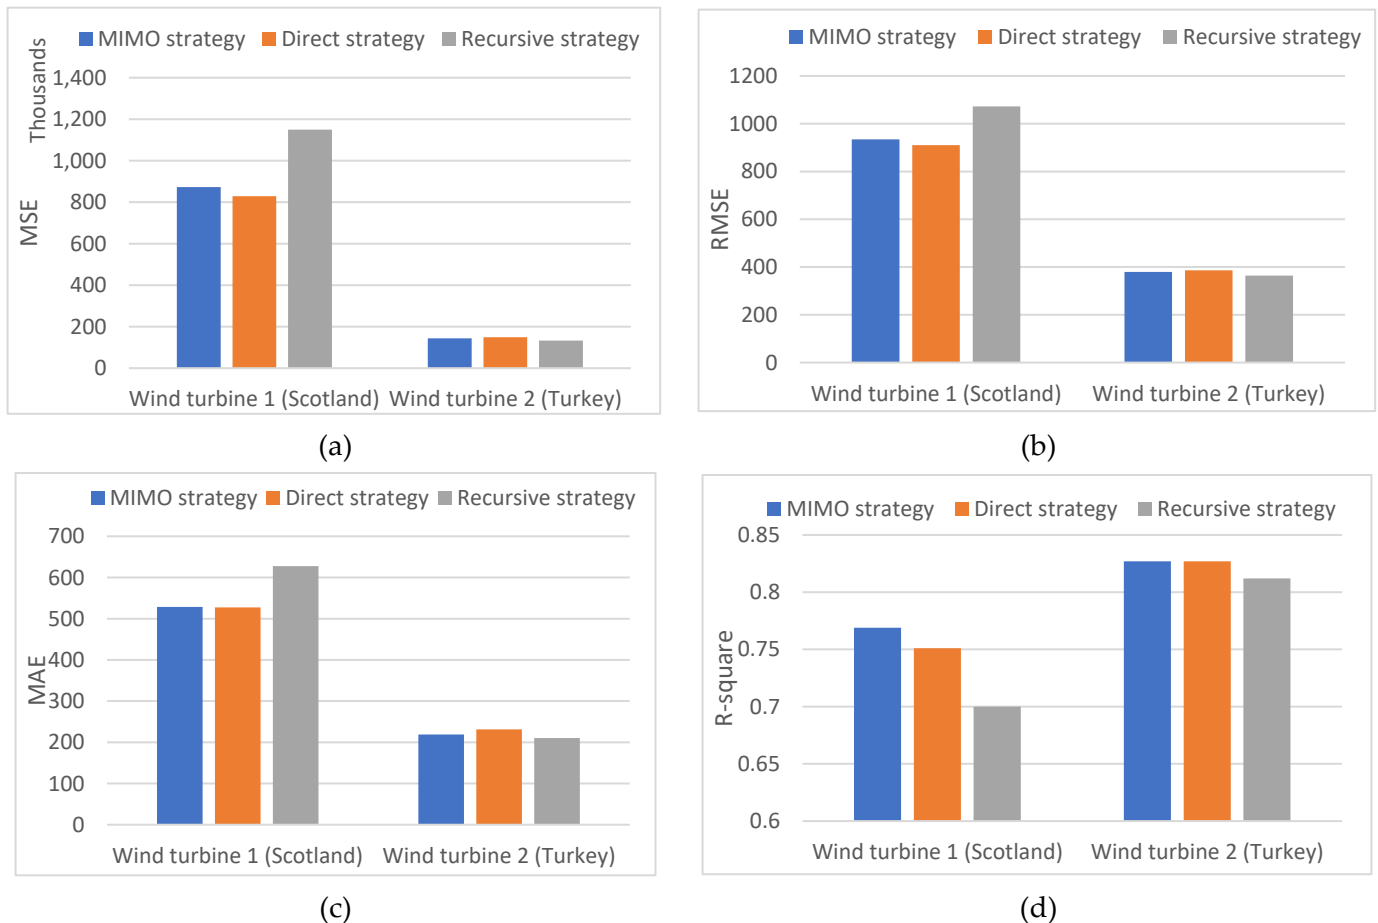 MIMO strategy Direct strategy Recursive strategy
Thousands
MSE
1,400
1,200
1,000
800
600
400
200
0
Wind turbine 1 (Scotland) Wind turbine 2 (Turkey)
(a)
MIMO strategy Direct strategy Recursive strategy
RMSE
1200
1000
800
600
400
200
0
Wind turbine 1 (Scotland) Wind turbine 2 (Turkey)
(b)
MIMO strategy Direct strategy Recursive strategy
MAE
700
600
500
400
300
200
100
0
Wind turbine 1 (Scotland) Wind turbine 2 (Turkey)
(c)
MIMO strategy Direct strategy Recursive strategy
R-square
0.85
0.8
0.75
0.7
0.65
0.6
Wind turbine 1 (Scotland) Wind turbine 2 (Turkey)
(d)